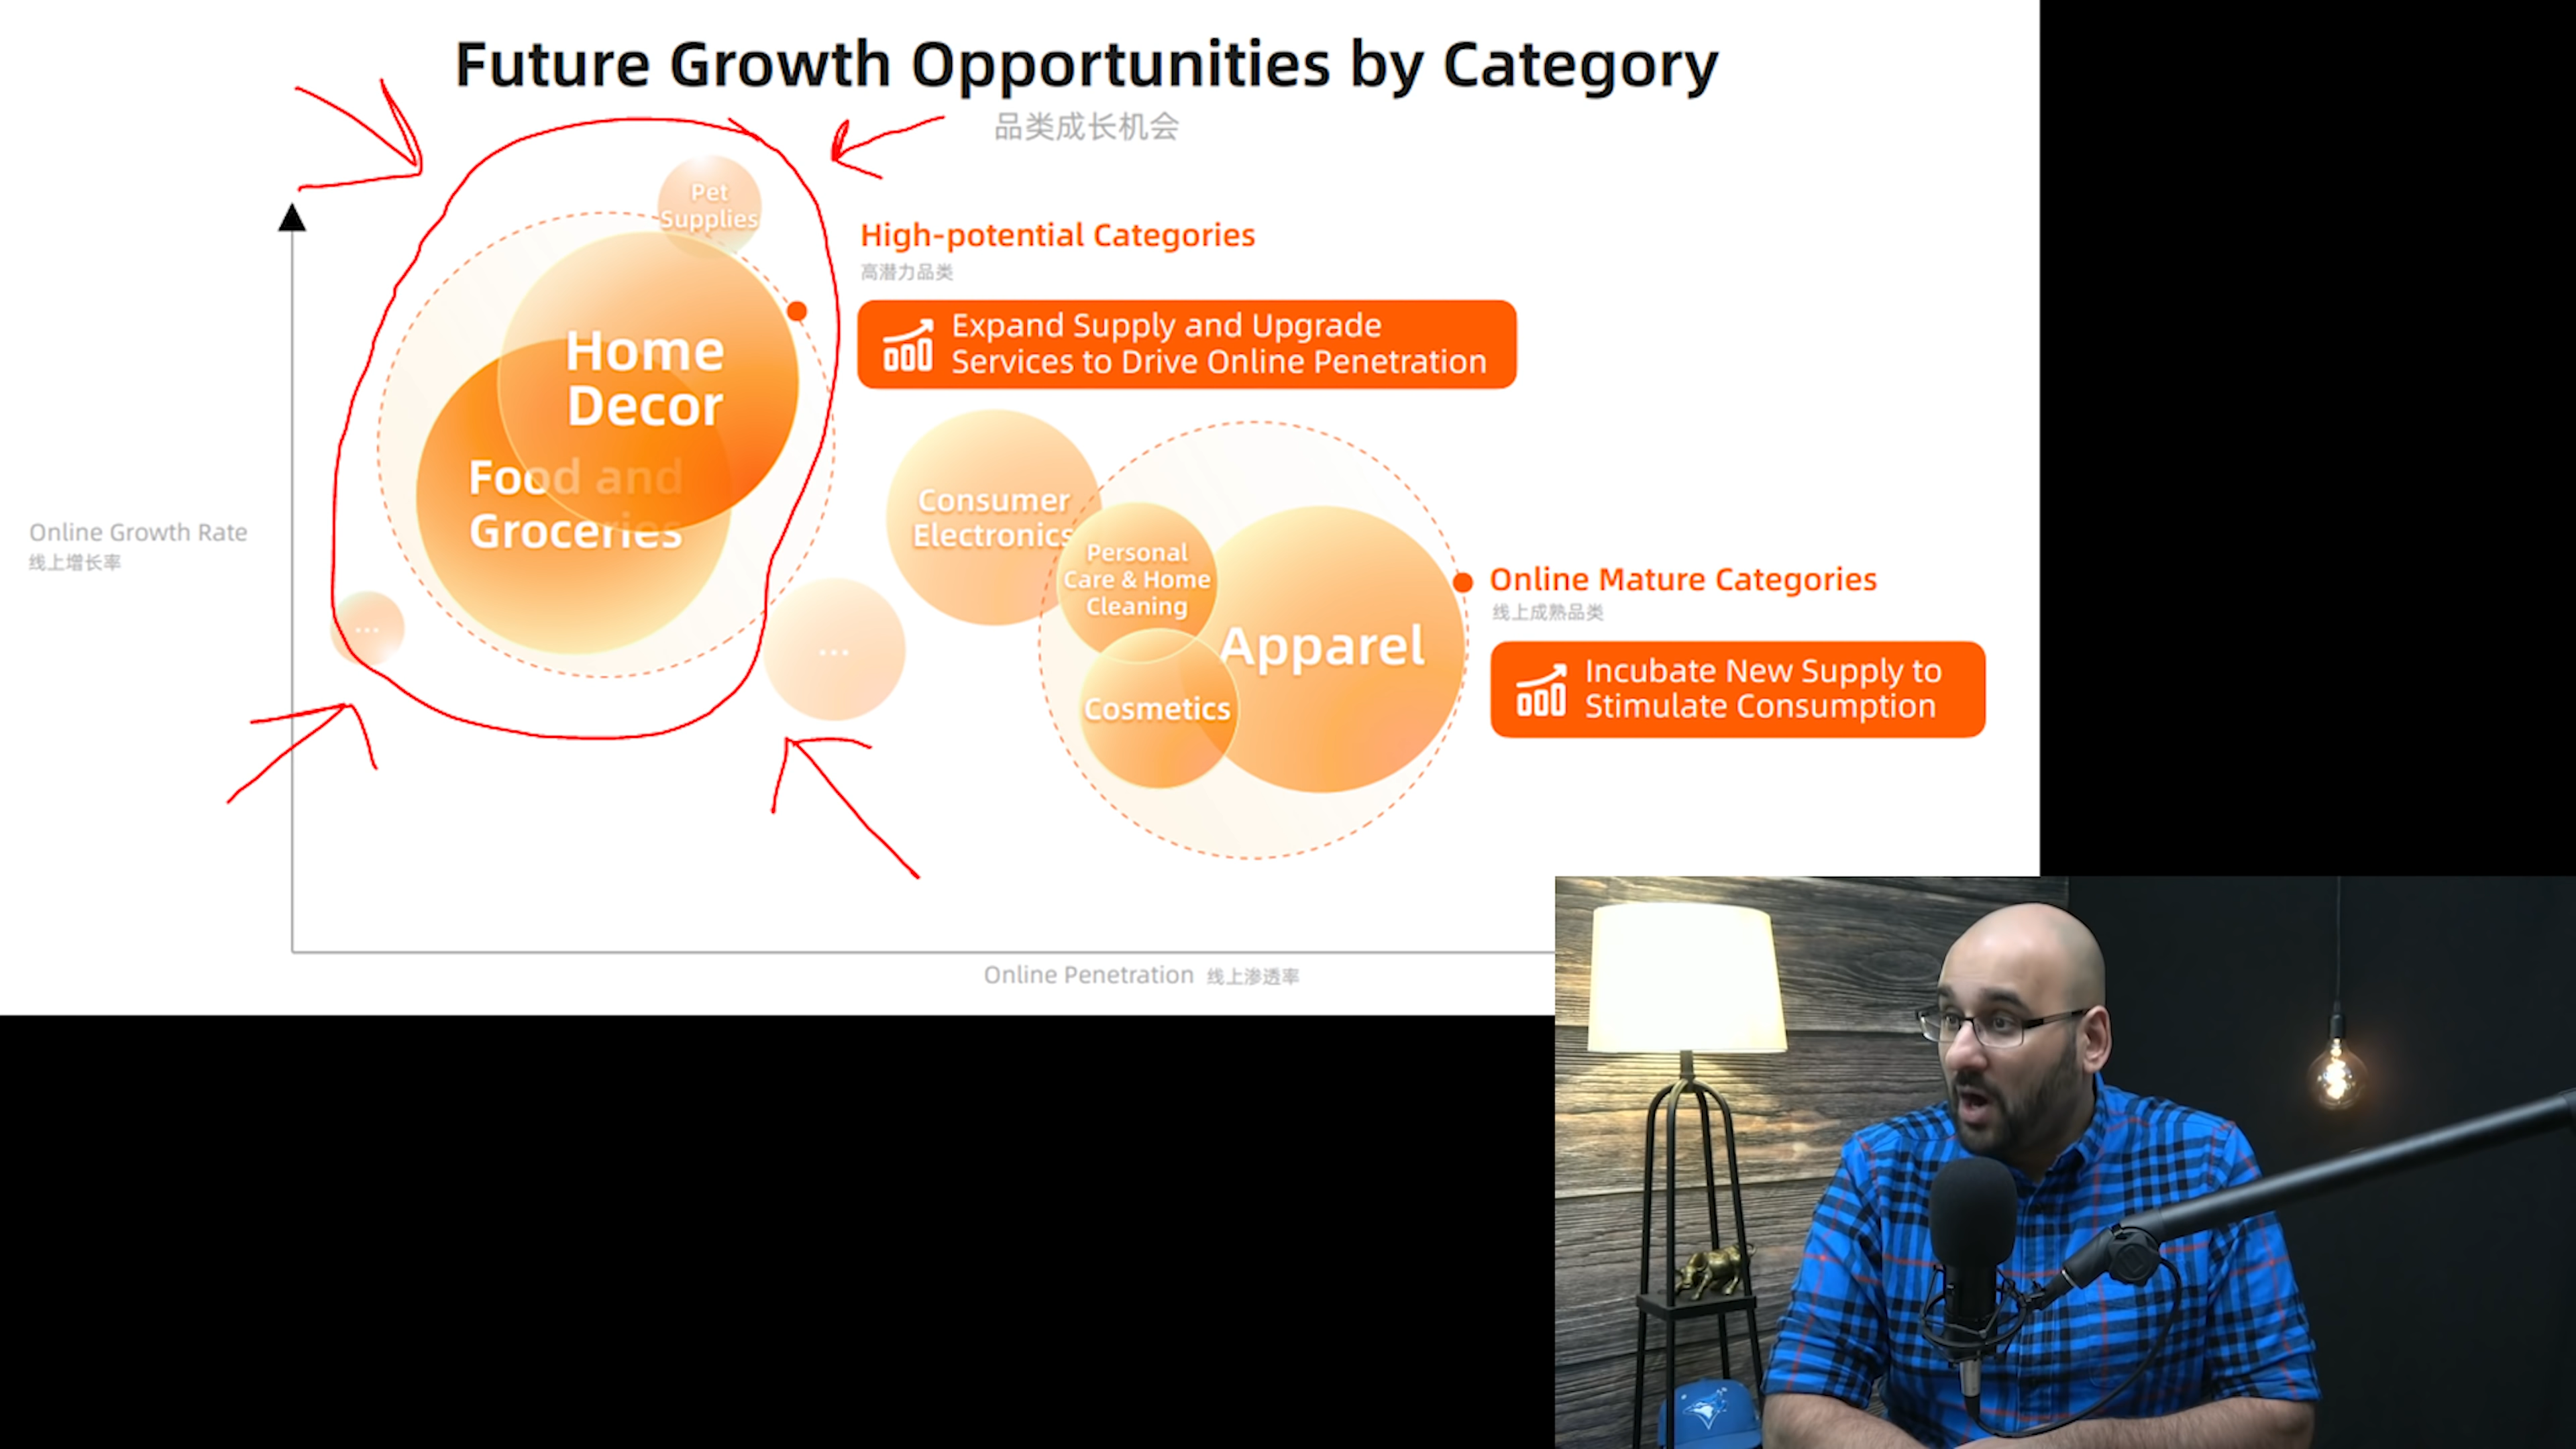 Future Growth Opportunities by Category
品类成长机会
Pet
Supplies
High-potential Categories
高潜力品类
Expand Supply and Upgrade
Services to Drive Online Penetration
Home
Decor
Food and
Groceries
Online Growth Rate
线上增长率
...
...
Consumer
Electronics
Personal
Care & Home
Cleaning
Apparel
Cosmetics
Online Mature Categories
线上成熟品类
Incubate New Supply to
Stimulate Consumption
Online Penetration 线上渗透率